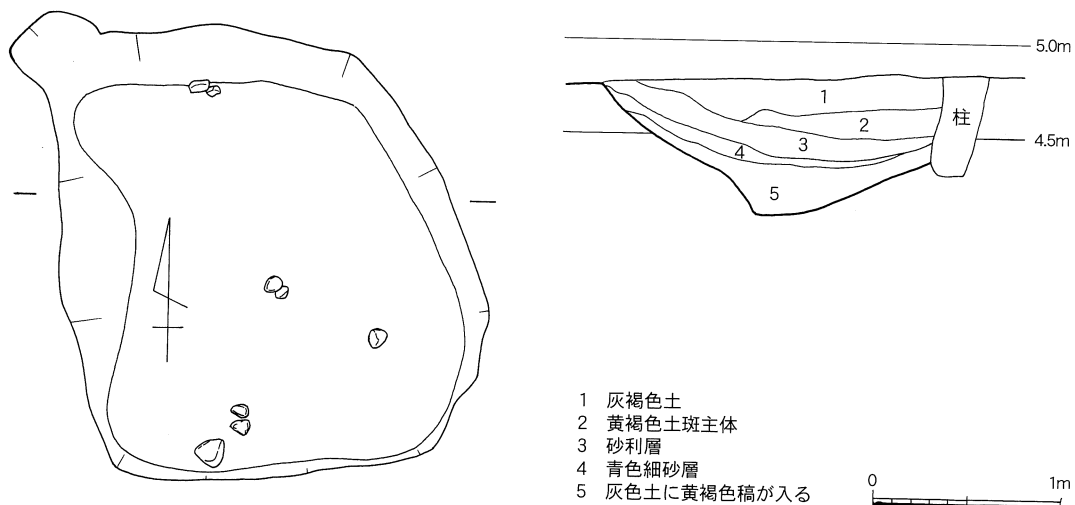 5.0m
1
2
柱
3
4.5m
4
5
1 灰褐色土
2 黄褐色土斑主体
3 砂利層
4 青色細砂層
5 灰色土に黄褐色稿が入る
0 1m